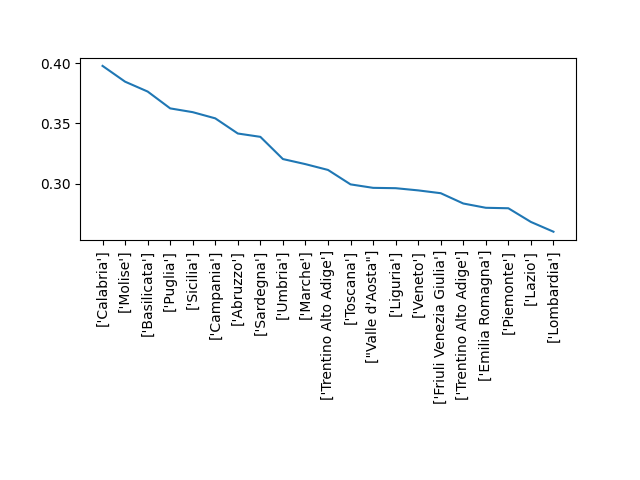 0.40
0.35
0.30
['Calabria']
['Molise']
['Basilicata']
['Puglia']
['Sicilia']
['Campania']
['Abruzzo']
['Sardegna']
['Umbria']
['Marche']
['Trentino Alto Adige']
['Toscana']
["Valle d'Aosta"]
['Liguria']
['Veneto']
['Friuli Venezia Giulia']
['Trentino Alto Adige']
['Emilia Romagna']
['Piemonte']
['Lazio']
['Lombardia']